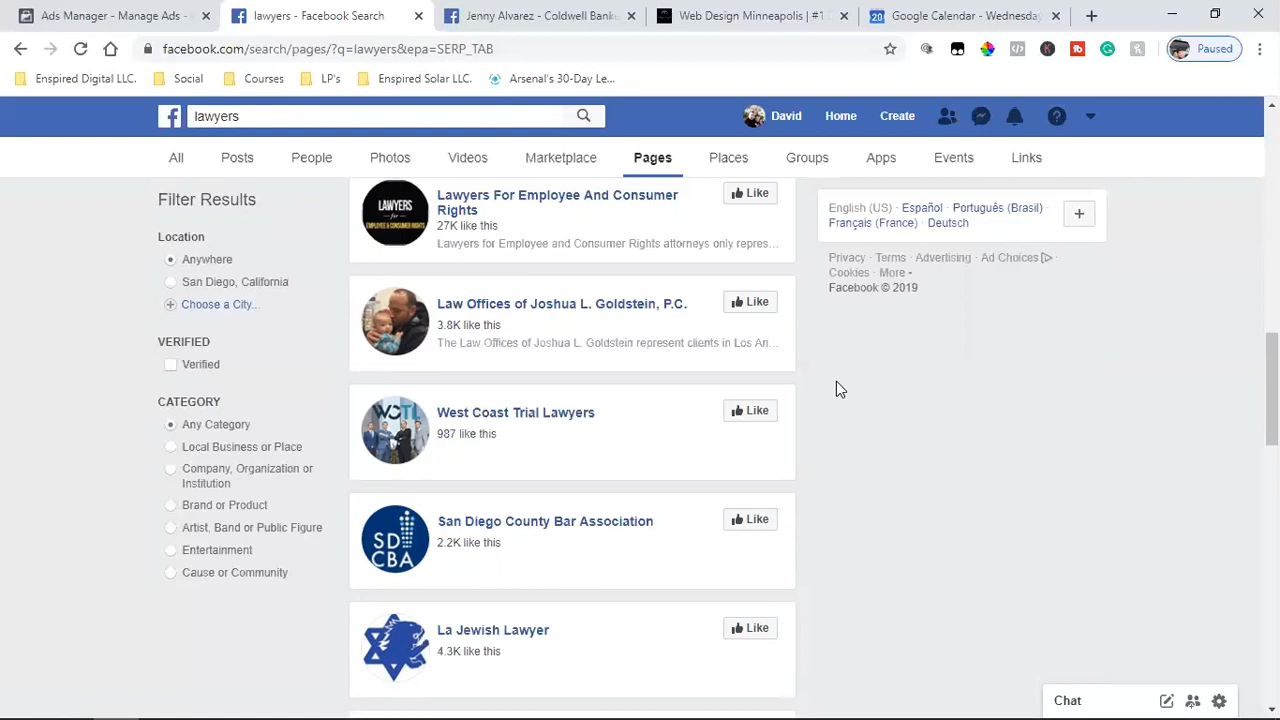 Ads Manager - Manage Ads - 
lawyers - Facebook Search
Jenny Alvarez - Coldwell Bank
Web Design Minneapolis | #1
Google Calendar - Wednesday
facebook.com/search/pages/?q=lawyers&epa=SERP_TAB
Paused
Enspired Digital LLC.
Social
Courses
LP's
Enspired Solar LLC.
Arsenal's 30-Day Le...
lawyers
David
Home
Create
All
Posts
People
Photos
Videos
Marketplace
Pages
Places
Groups
Apps
Events
Links
Filter Results
Location
Anywhere
San Diego, California
Choose a City...
VERIFIED
Verified
CATEGORY
Any Category
Local Business or Place
Company, Organization or
Institution
Brand or Product
Artist, Band or Public Figure
Entertainment
Cause or Community
LAWYERS
for
EMPLOYEE & CONSUMER RIGHTS
Lawyers For Employee And Consumer
Rights
27K like this
Lawyers for Employee and Consumer Rights attorneys only repres...
Like
Law Offices of Joshua L. Goldstein, P.C.
3.8K like this
The Law Offices of Joshua L. Goldstein represent clients in Los An...
Like
WCTL
West Coast Trial Lawyers
987 like this
Like
SD
CBA
San Diego County Bar Association
2.2K like this
Like
La Jewish Lawyer
4.3K like this
Like
English (US) · Español · Português (Brasil) ·
Français (France) · Deutsch
Privacy · Terms · Advertising · Ad Choices ·
Cookies · More
Facebook © 2019
Chat